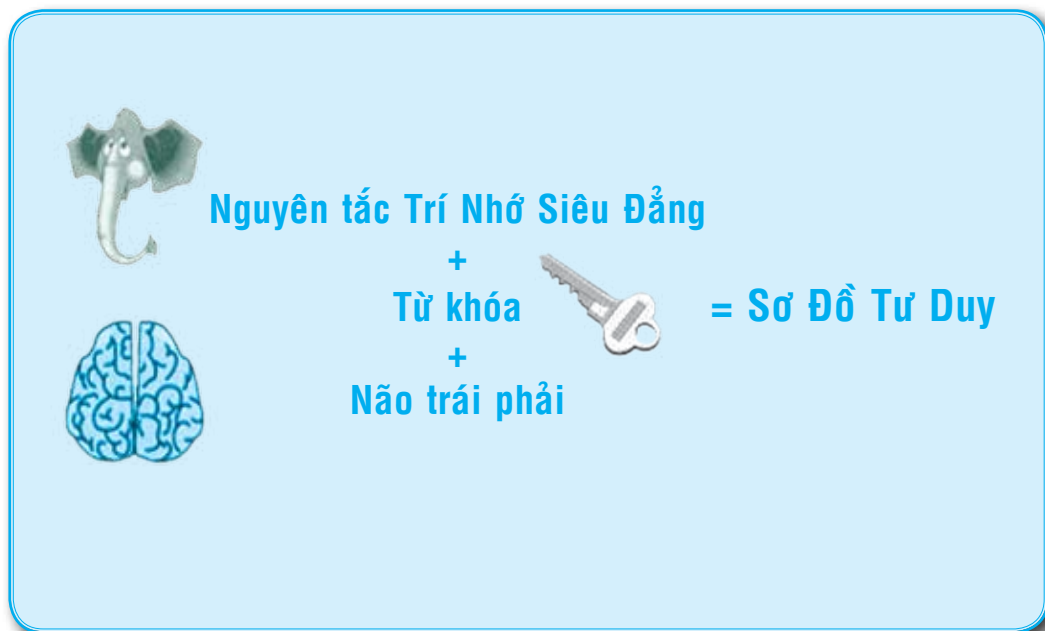 Nguyên tắc Trí Nhớ Siêu Đẳng
+
Từ khóa = Sơ Đồ Tư Duy
+
Não trái phải